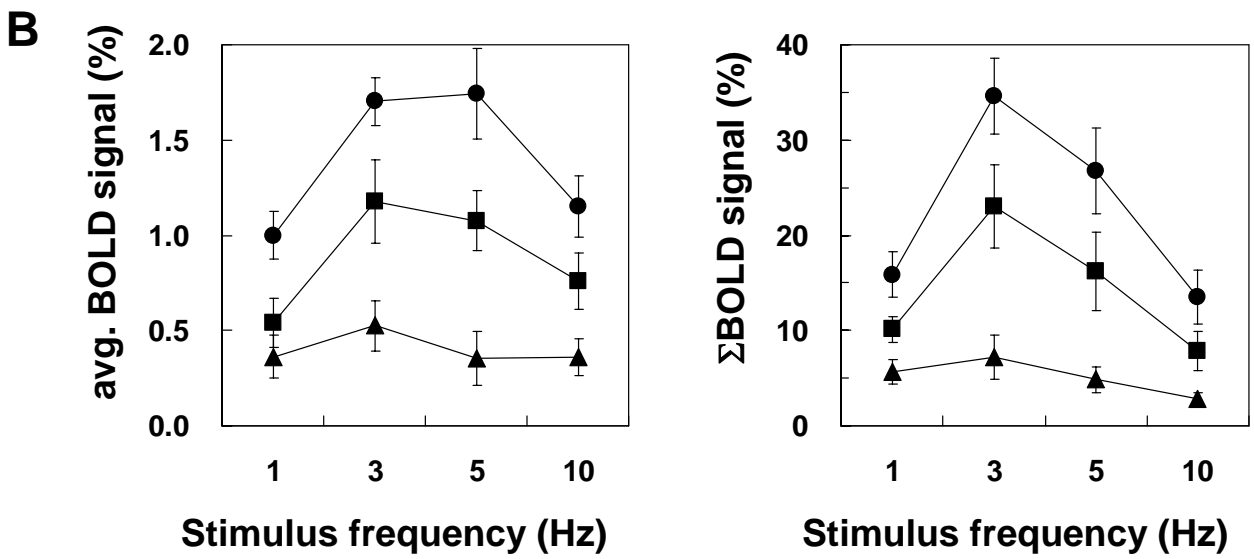 B
avg. BOLD signal (%)
2.0
1.5
1.0
0.5
0.0
1 3 5 10
Stimulus frequency (Hz)
ΣBOLD signal (%)
40
30
20
10
0
1 3 5 10
Stimulus frequency (Hz)